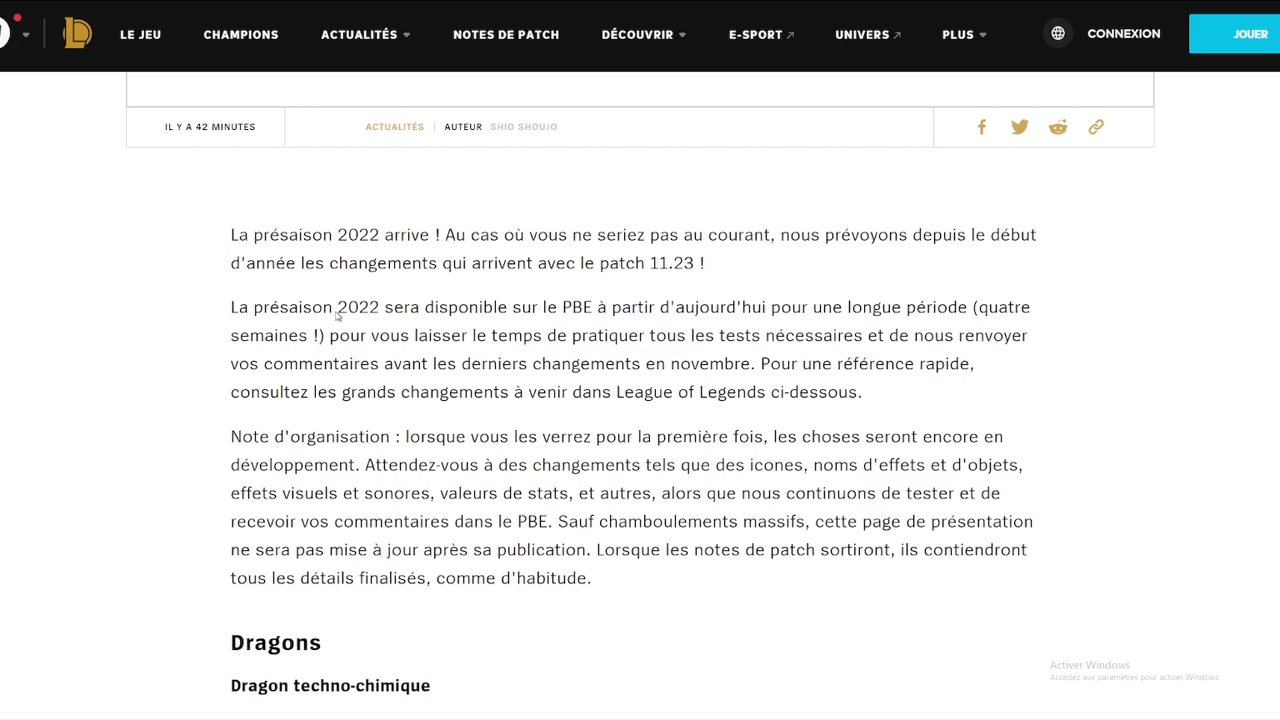 LE JEU CHAMPIONS ACTUALITÉS NOTES DE PATCH DÉCOUVRIR E-SPORT UNIVERS PLUS CONNEXION JOUER
IL Y A 42 MINUTES ACTUALITÉS AUTEUR SHIO SHOUJO
La présaison 2022 arrive ! Au cas où vous ne seriez pas au courant, nous prévoyons depuis le début
d'année les changements qui arrivent avec le patch 11.23 !
La présaison 2022 sera disponible sur le PBE à partir d'aujourd'hui pour une longue période (quatre
semaines !) pour vous laisser le temps de pratiquer tous les tests nécessaires et de nous renvoyer
vos commentaires avant les derniers changements en novembre. Pour une référence rapide,
consultez les grands changements à venir dans League of Legends ci-dessous.
Note d'organisation : lorsque vous les verrez pour la première fois, les choses seront encore en
développement. Attendez-vous à des changements tels que des icones, noms d'effets et d'objets,
effets visuels et sonores, valeurs de stats, et autres, alors que nous continuons de tester et de
recevoir vos commentaires dans le PBE. Sauf chamboulements massifs, cette page de présentation
ne sera pas mise à jour après sa publication. Lorsque les notes de patch sortiront, ils contiendront
tous les détails finalisés, comme d'habitude.
Dragons
Dragon techno-chimique
Activer Windows
Accédez aux paramètres pour activer Windows.